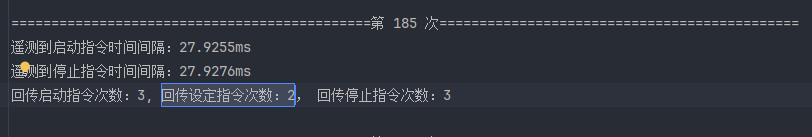 =============================================第 185 次=============================================
遥测到启动指令时间间隔：27.9255ms
遥测到停止指令时间间隔：27.9276ms
回传启动指令次数：3, 回传设定指令次数：2， 回传停止指令次数：3